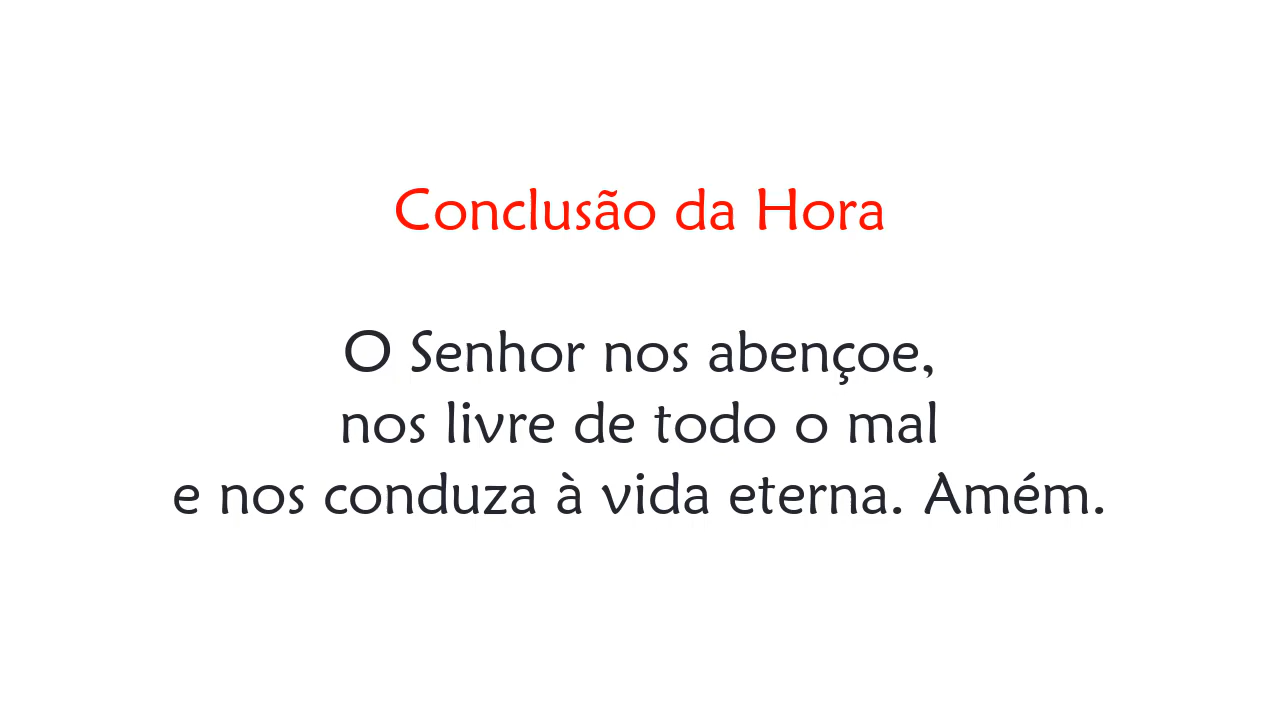 Conclusão da Hora
O Senhor nos abençoe,
nos livre de todo o mal
e nos conduza à vida eterna. Amém.